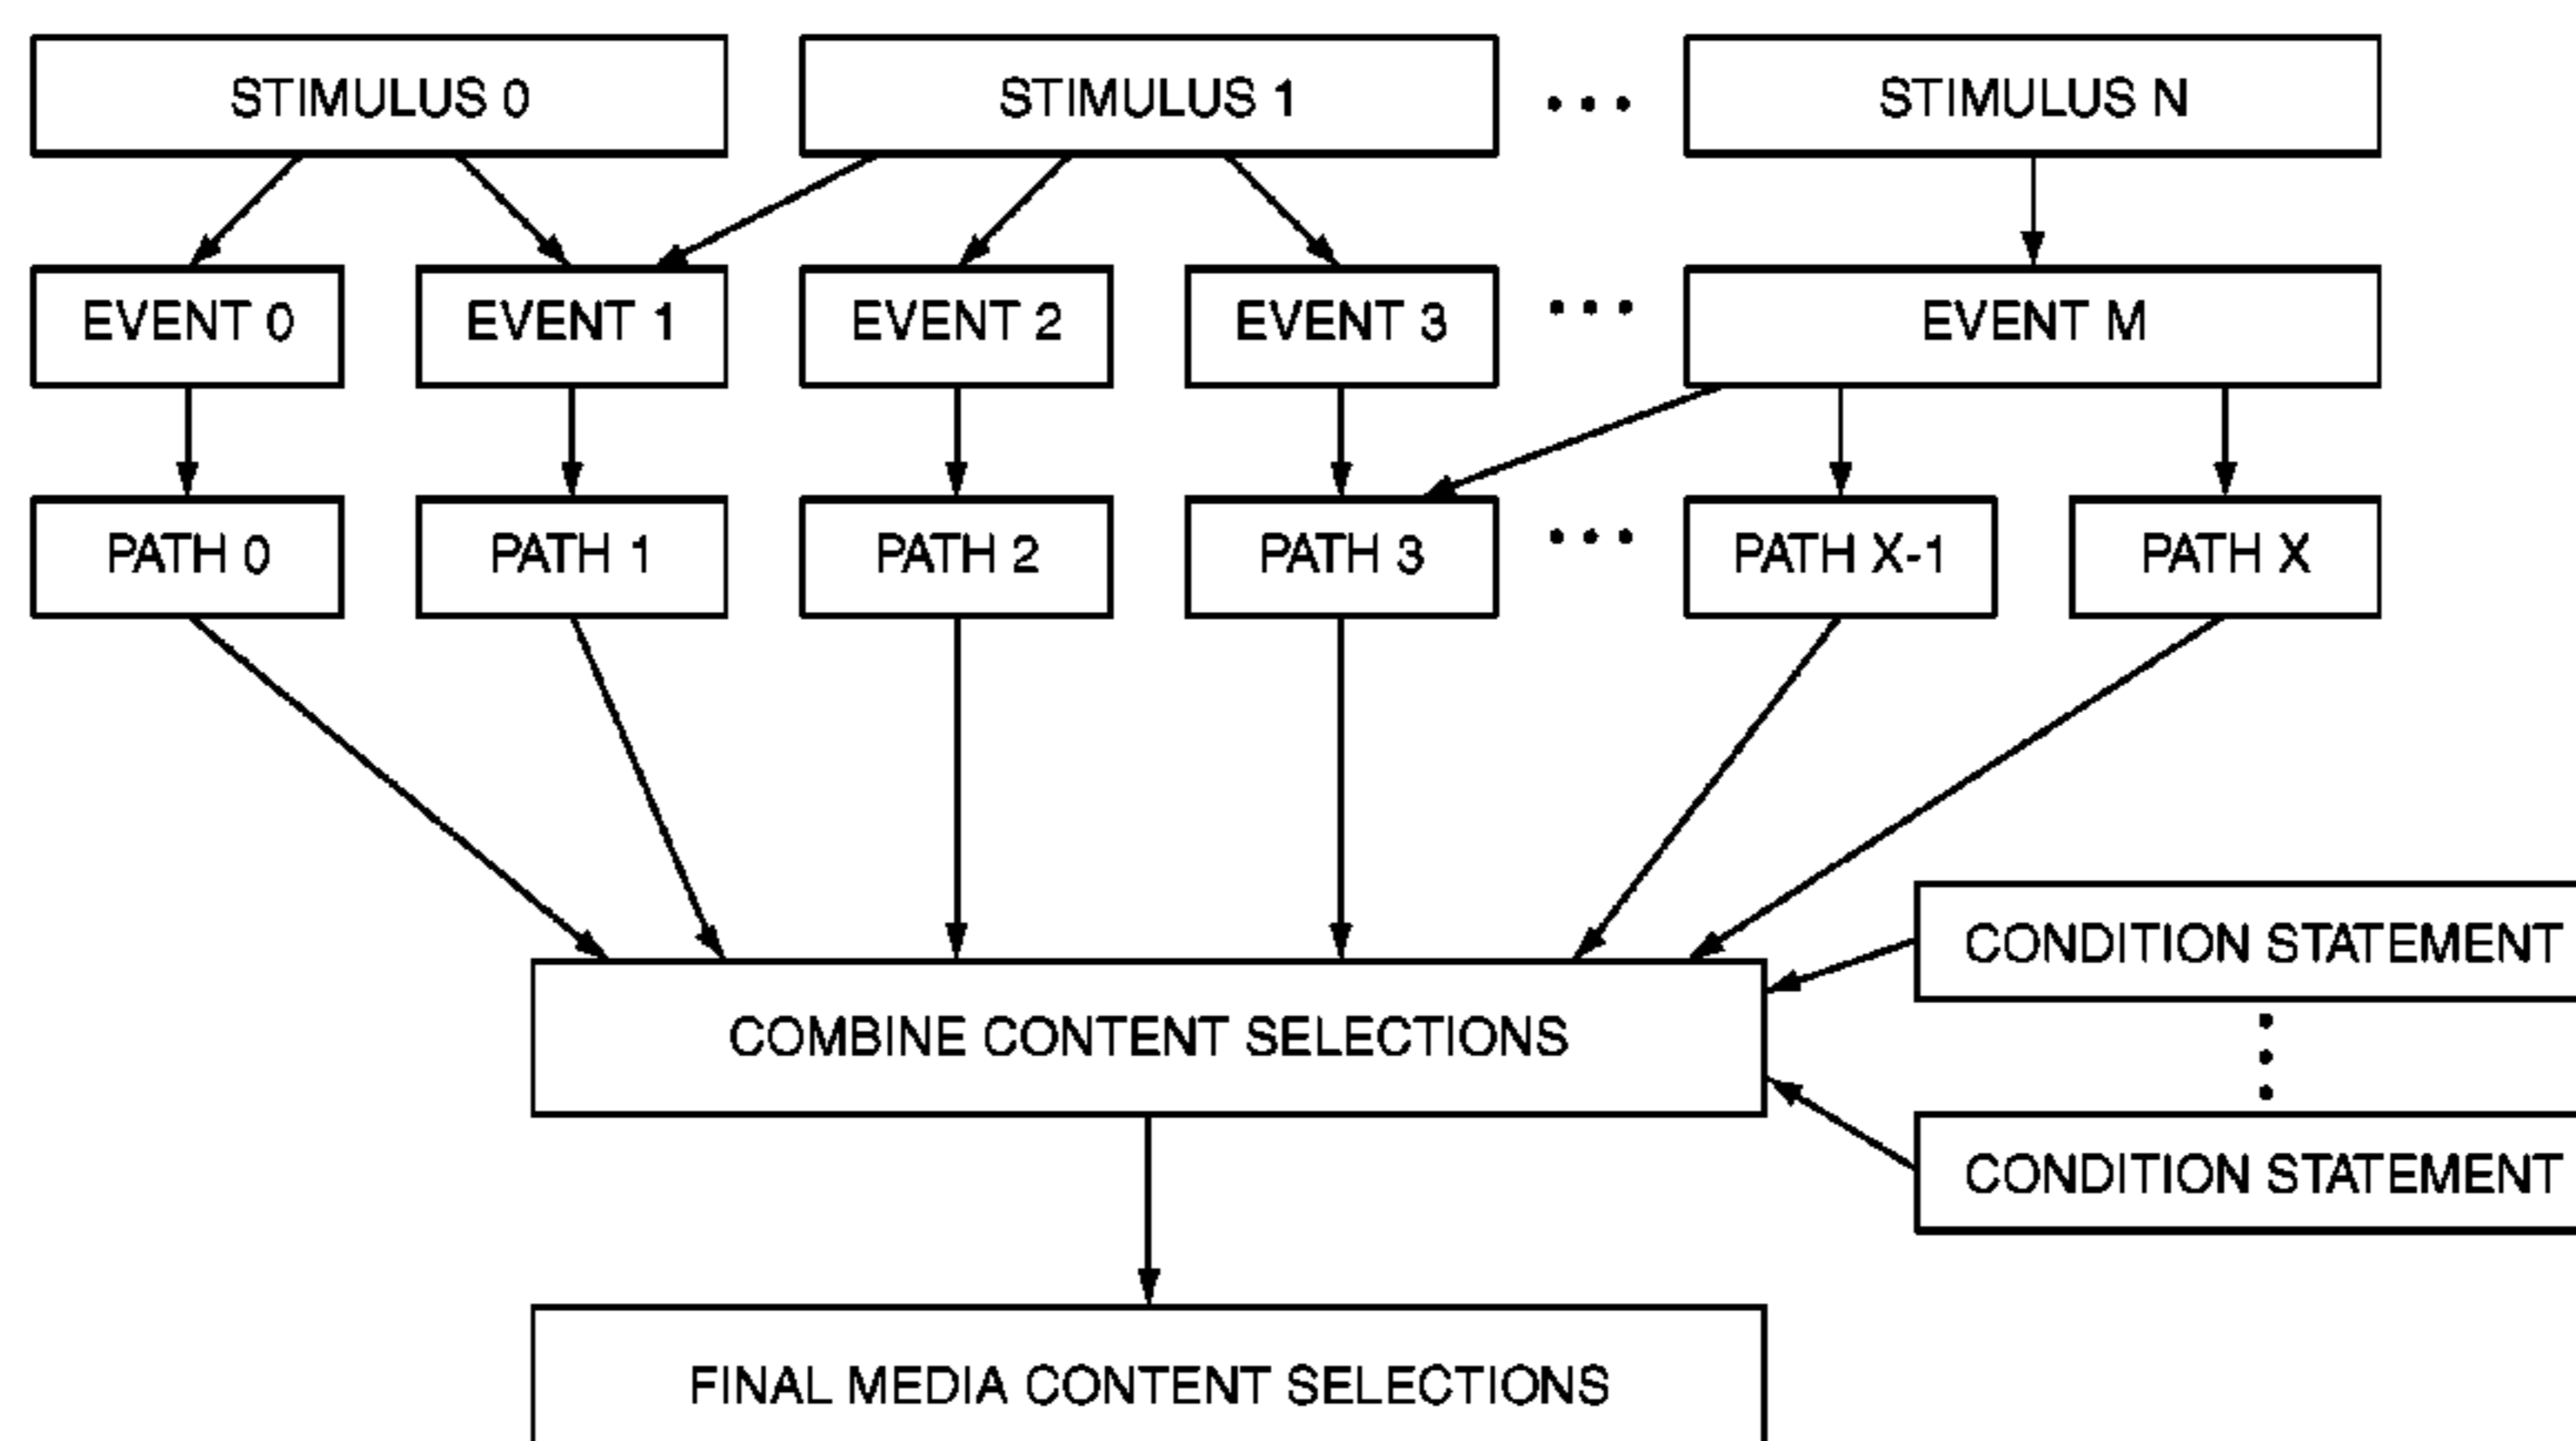 STIMULUS 0 STIMULUS 1 ... STIMULUS N
EVENT 0 EVENT 1 EVENT 2 EVENT 3 ... EVENT M
PATH 0 PATH 1 PATH 2 PATH 3 ... PATH X-1 PATH X
CONDITION STATEMENT
COMBINE CONTENT SELECTIONS
CONDITION STATEMENT
FINAL MEDIA CONTENT SELECTIONS